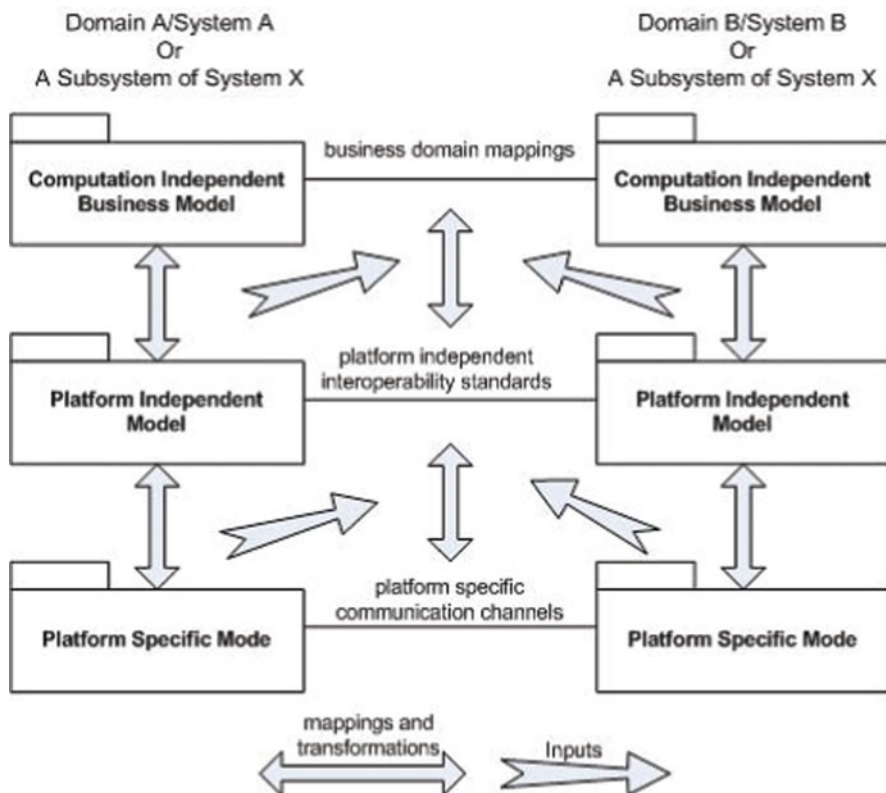 Domain A/System A
Or
A Subsystem of System X
Domain B/System B
Or
A Subsystem of System X
business domain mappings
Computation Independent
Business Model
Computation Independent
Business Model
platform independent
interoperability standards
Platform Independent
Model
Platform Independent
Model
platform specific
communication channels
Platform Specific Mode
Platform Specific Mode
mappings and
transformations
Inputs